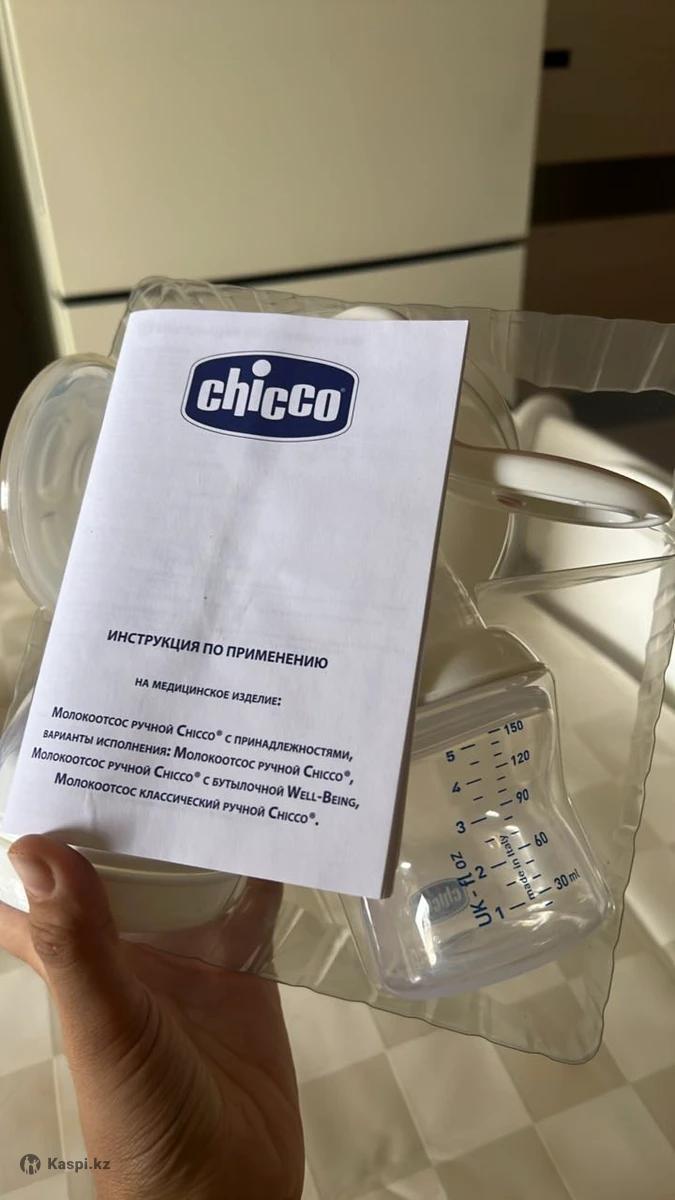 chicco
ИНСТРУКЦИЯ ПО ПРИМЕНЕНИЮ
НА МЕДИЦИНСКОЕ ИЗДЕЛИЕ:
МОЛОКООТСОС РУЧНОЙ CHICCO® С ПРИНАДЛЕЖНОСТЯМИ,
ВАРИАНТЫ ИСПОЛНЕНИЯ: МОЛОКООТСОС РУЧНОЙ CHICCO®,
МОЛОКООТСОС РУЧНОЙ CHICCO® С БУТЫЛОЧНОЙ WELL-BEING,
МОЛОКООТСОС КЛАССИЧЕСКИЙ РУЧНОЙ CHICCO®.
150
5
120
4
90
3
60
2
30 ml
1
UK - fl oz
made in Italy
chicco
Kaspi.kz